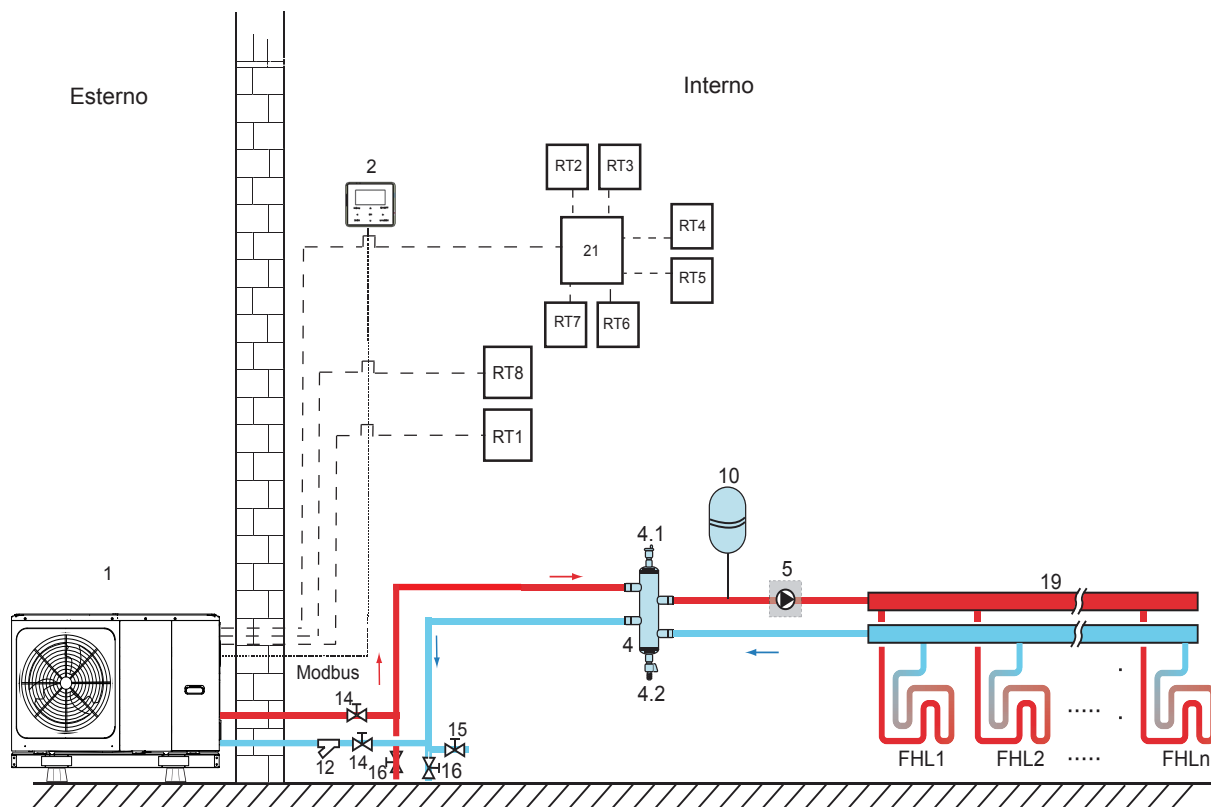 Esterno
Interno
2
RT2
RT3
RT4
21
RT5
RT7
RT6
RT8
RT1
10
4.1
1
5
19
4
Modbus
4.2
14
15
12
14
16
16
FHL1
FHL2
.....
FHLn